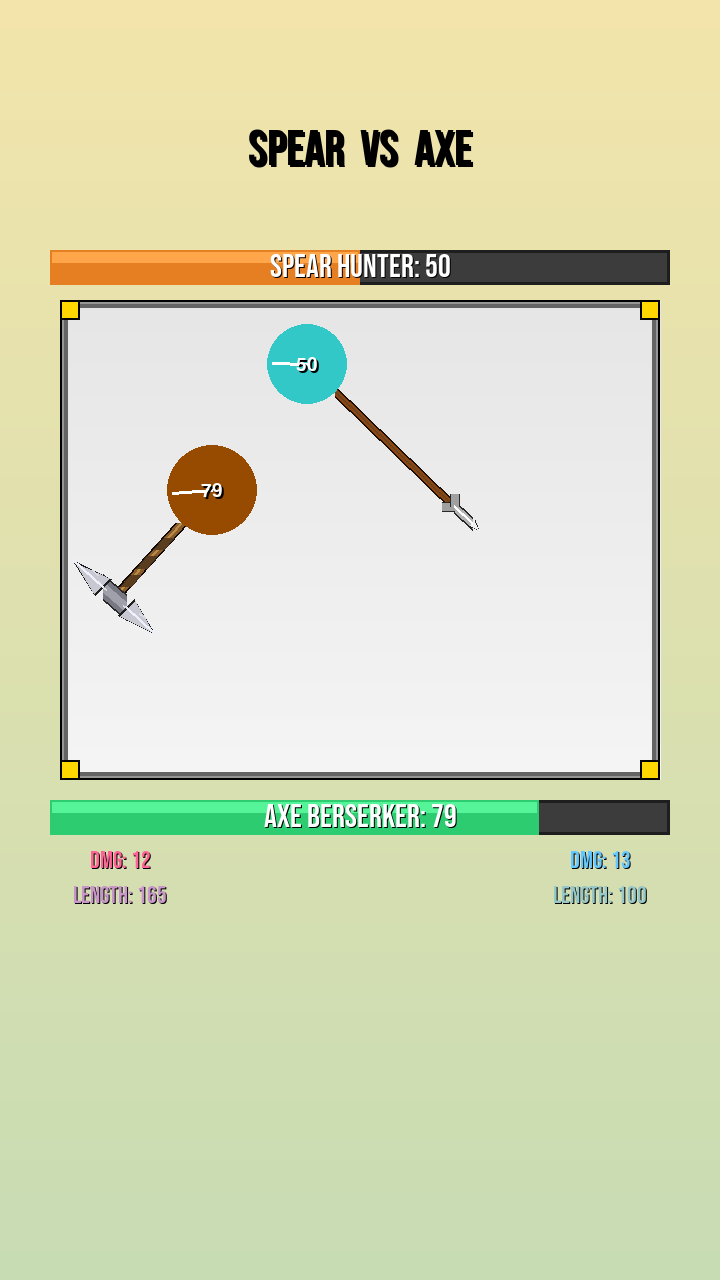 SPEAR VS AXE
SPEAR HUNTER: 50
50
79
AXE BERSERKER: 79
DMG: 12
DMG: 13
LENGTH: 165
LENGTH: 100